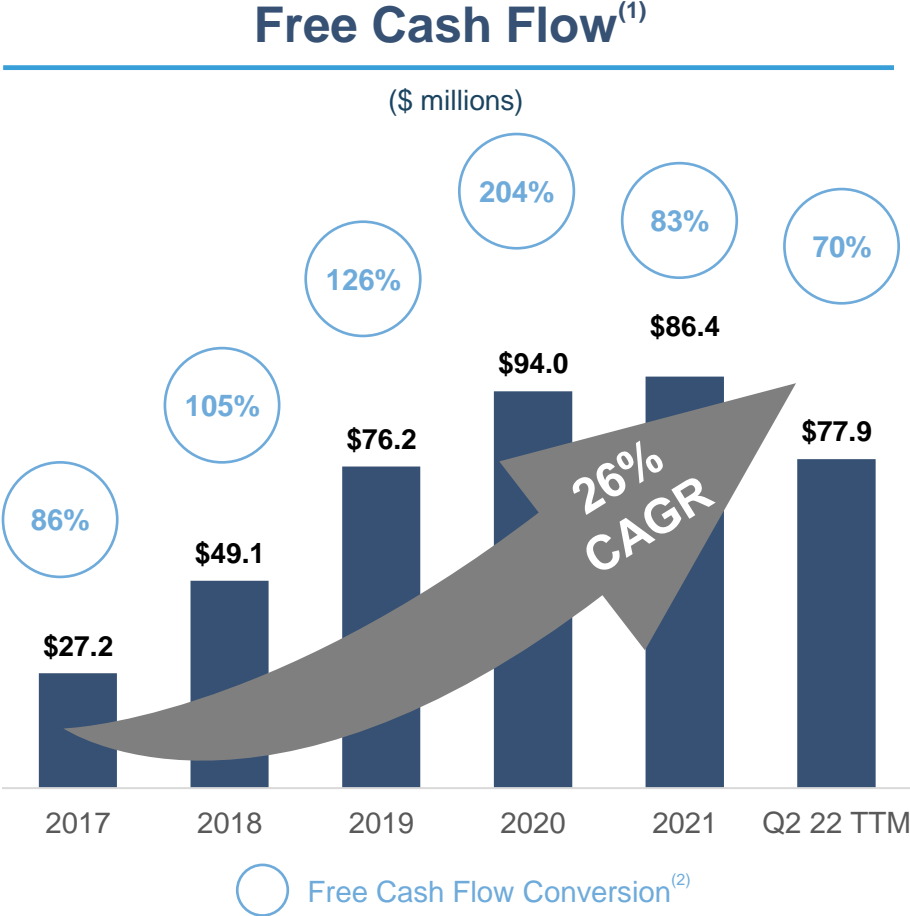 Free Cash Flow(1)
($ millions)
204%
83%
70%
126%
105%
86%
$86.4
$94.0
$77.9
$76.2
$49.1
$27.2
26%
CAGR
2017 2018 2019 2020 2021 Q2 22 TTM
Free Cash Flow Conversion(2)